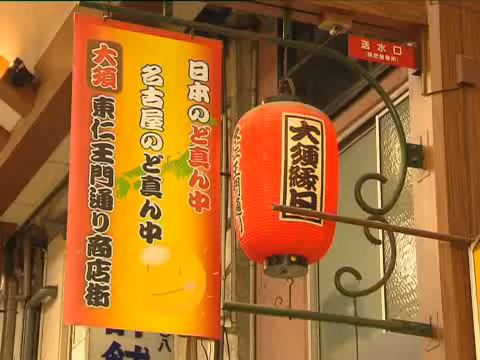 日本のど真ん中
名古屋のど真ん中
大須
東仁王門通り商店街
大須縁日
送水口